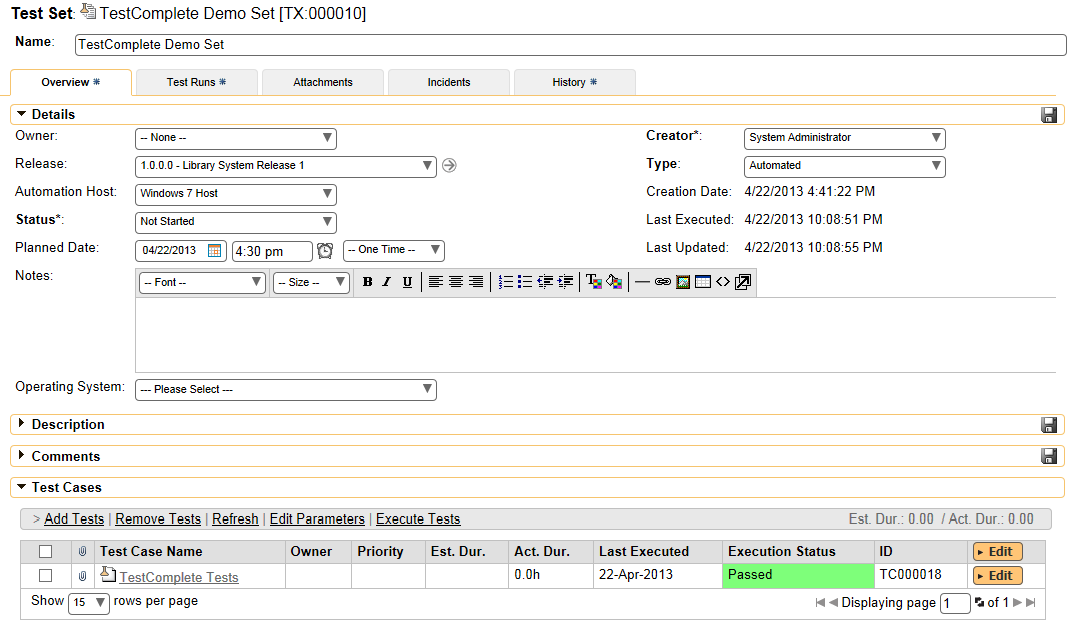 Test Set: TestComplete Demo Set [TX:000010]
Name: TestComplete Demo Set
Overview * Test Runs * Attachments Incidents History *
Details
Owner: -- None -- Creator*: System Administrator
Release: 1.0.0.0 - Library System Release 1 Type: Automated
Automation Host: Windows 7 Host Creation Date: 4/22/2013 4:41:22 PM
Status*: Not Started Last Executed: 4/22/2013 10:08:51 PM
Planned Date: 04/22/2013 4:30 pm -- One Time -- Last Updated: 4/22/2013 10:08:55 PM
Notes: -- Font -- -- Size -- B I U
Operating System: --- Please Select ---
Description
Comments
Test Cases
> Add Tests | Remove Tests | Refresh | Edit Parameters | Execute Tests Est. Dur.: 0.00 / Act. Dur.: 0.00
Test Case Name Owner Priority Est. Dur. Act. Dur. Last Executed Execution Status ID Edit
TestComplete Tests 0.0h 22-Apr-2013 Passed TC000018 Edit
Show 15 rows per page Displaying page 1 of 1